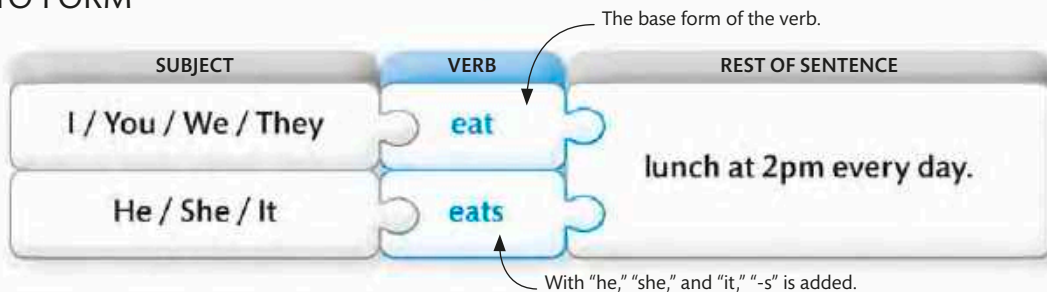 TO FORM
The base form of the verb.
SUBJECT VERB REST OF SENTENCE
I / You / We / They eat
lunch at 2pm every day.
He / She / It eats
With “he,” “she,” and “it,” “-s” is added.